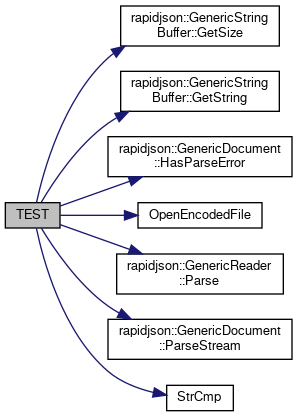 rapidjson::GenericString
Buffer::GetSize
rapidjson::GenericString
Buffer::GetString
rapidjson::GenericDocument
::HasParseError
TEST
OpenEncodedFile
rapidjson::GenericReader
::Parse
rapidjson::GenericDocument
::ParseStream
StrCmp